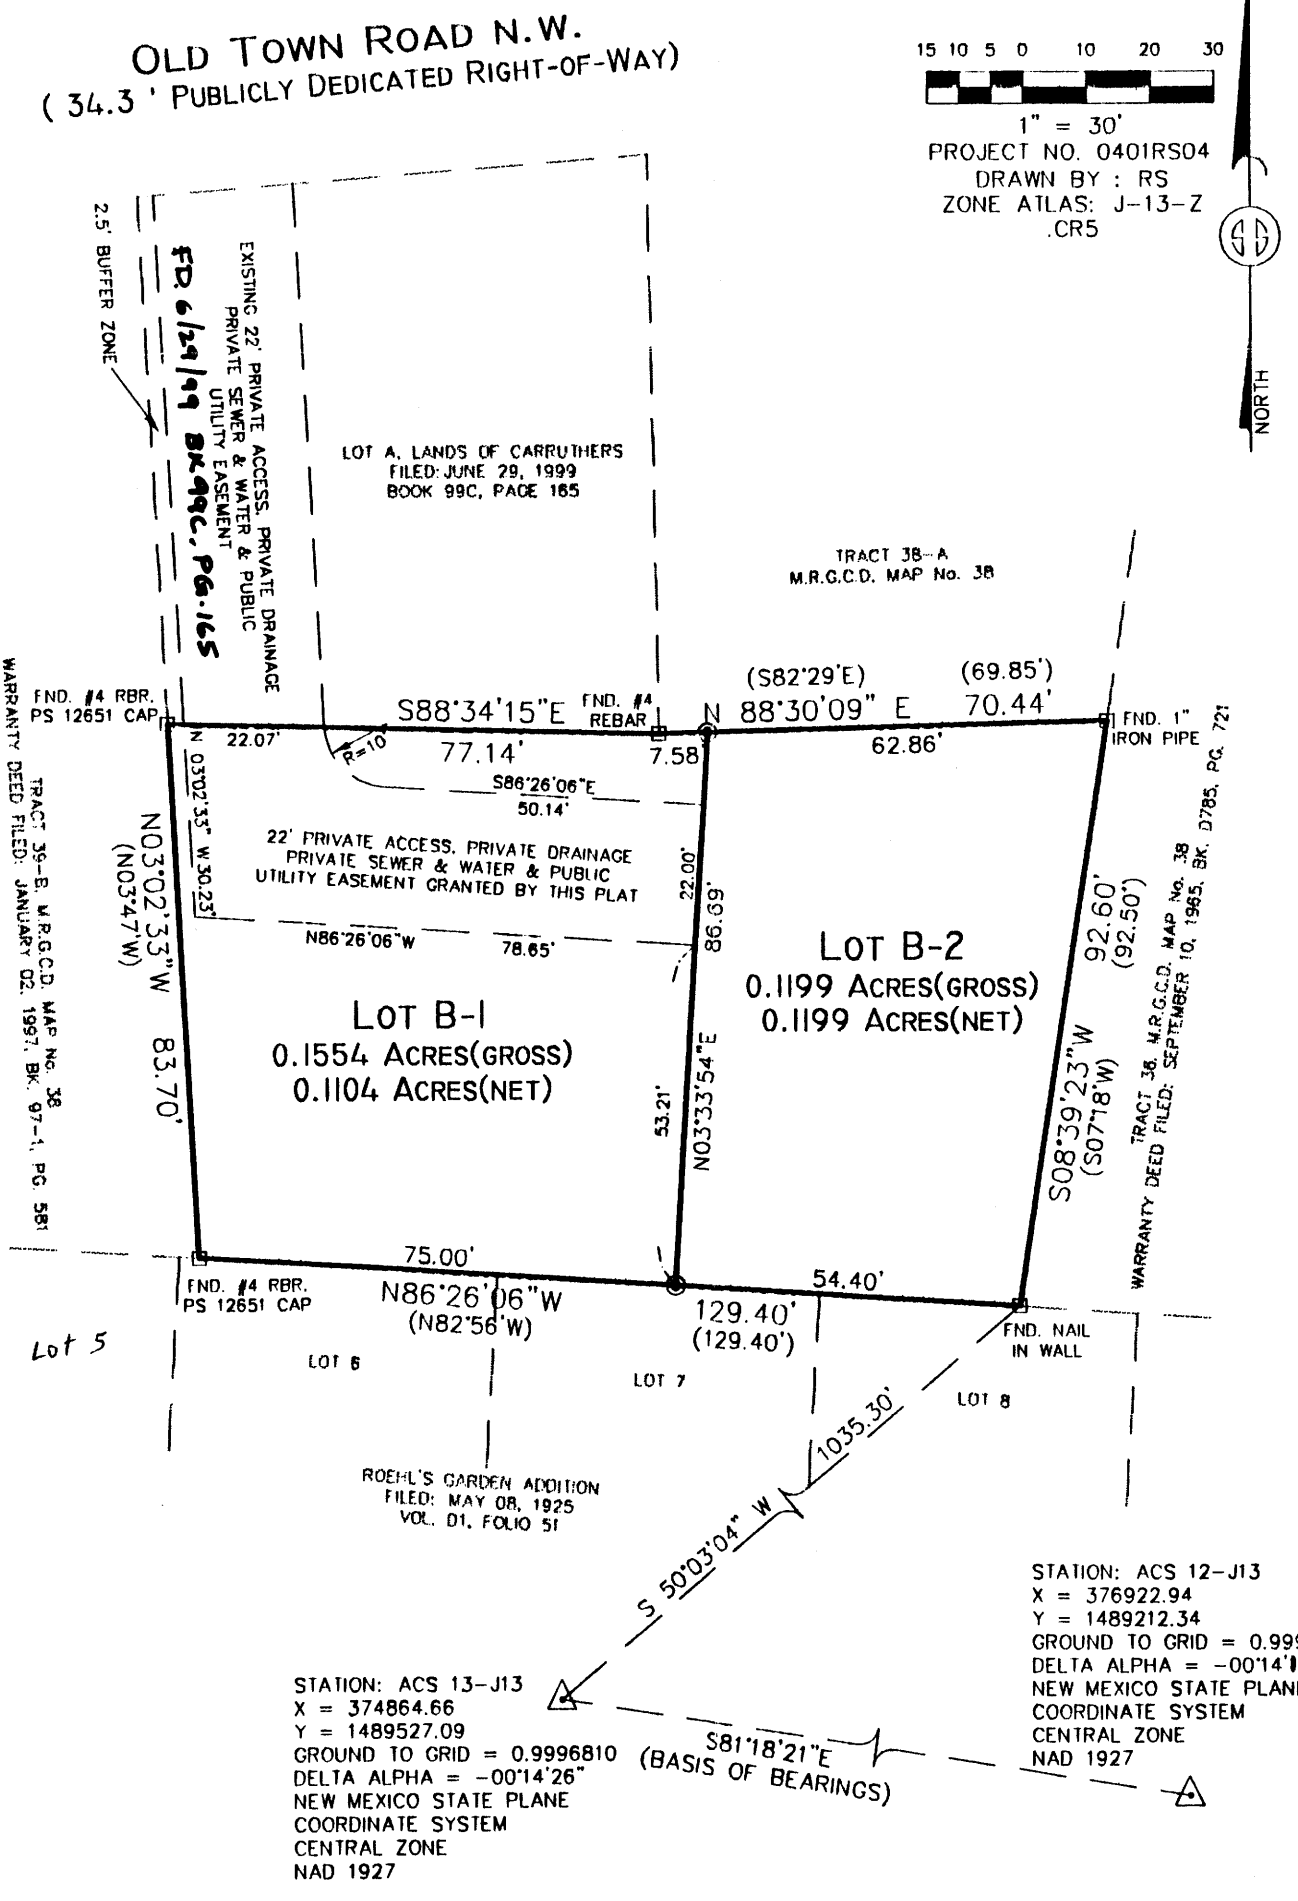 OLD TOWN ROAD N.W.
( 34.3 ' PUBLICLY DEDICATED RIGHT-OF-WAY)
15 10 5 0 10 20 30
1" = 30'
PROJECT NO. 0401RS04
DRAWN BY : RS
ZONE ATLAS: J-13-Z
.CR5
NORTH
2.5' BUFFER ZONE
FD. 6/29/99 BK 99C, PG. 165
EXISTING 22' PRIVATE ACCESS, PRIVATE DRAINAGE
PRIVATE SEWER & WATER & PUBLIC
UTILITY EASEMENT
LOT A, LANDS OF CARRUTHERS
FILED: JUNE 29, 1999
BOOK 99C, PAGE 165
TRACT 38-A
M.R.G.C.D. MAP No. 38
FND. #4 RBR.
PS 12651 CAP
S88°34'15"E
FND. #4
REBAR
(S82°29'E)
(69.85')
N 88°30'09" E
70.44'
FND. 1"
IRON PIPE
22.07'
R=10'
77.14'
7.58'
62.86'
S86°26'06"E
50.14'
N 03°02'33" W 30.23'
22' PRIVATE ACCESS, PRIVATE DRAINAGE
PRIVATE SEWER & WATER & PUBLIC
UTILITY EASEMENT GRANTED BY THIS PLAT
N86°26'06"W
78.65'
22.00'
86.69'
N03°33'54"E
53.21'
N03°02'33"W 83.70'
(N03°47'W)
TRACT 39-B, M.R.G.C.D. MAP No. 38
WARRANTY DEED FILED: JANUARY 02, 1997, BK. 97-1, PG. 581
LOT B-1
0.1554 ACRES(GROSS)
0.1104 ACRES(NET)
LOT B-2
0.1199 ACRES(GROSS)
0.1199 ACRES(NET)
92.60'
(92.50')
S08°39'23"W
(S07°18'W)
TRACT 38, M.R.G.C.D. MAP No. 38
WARRANTY DEED FILED: SEPTEMBER 10, 1965, BK. D785, PG. 721
75.00'
FND. #4 RBR.
PS 12651 CAP
N86°26'06"W
(N82°56'W)
54.40'
129.40'
(129.40')
FND. NAIL
IN WALL
Lot 5
LOT 6
LOT 7
LOT 8
ROEHL'S GARDEN ADDITION
FILED: MAY 08, 1925
VOL. D1, FOLIO 51
1035.30'
S 50°03'04" W
STATION: ACS 12-J13
X = 376922.94
Y = 1489212.34
GROUND TO GRID = 0.999
DELTA ALPHA = -00°14'1
NEW MEXICO STATE PLAN
COORDINATE SYSTEM
CENTRAL ZONE
NAD 1927
STATION: ACS 13-J13
X = 374864.66
Y = 1489527.09
GROUND TO GRID = 0.9996810
DELTA ALPHA = -00°14'26"
NEW MEXICO STATE PLANE
COORDINATE SYSTEM
CENTRAL ZONE
NAD 1927
S81°18'21"E
(BASIS OF BEARINGS)